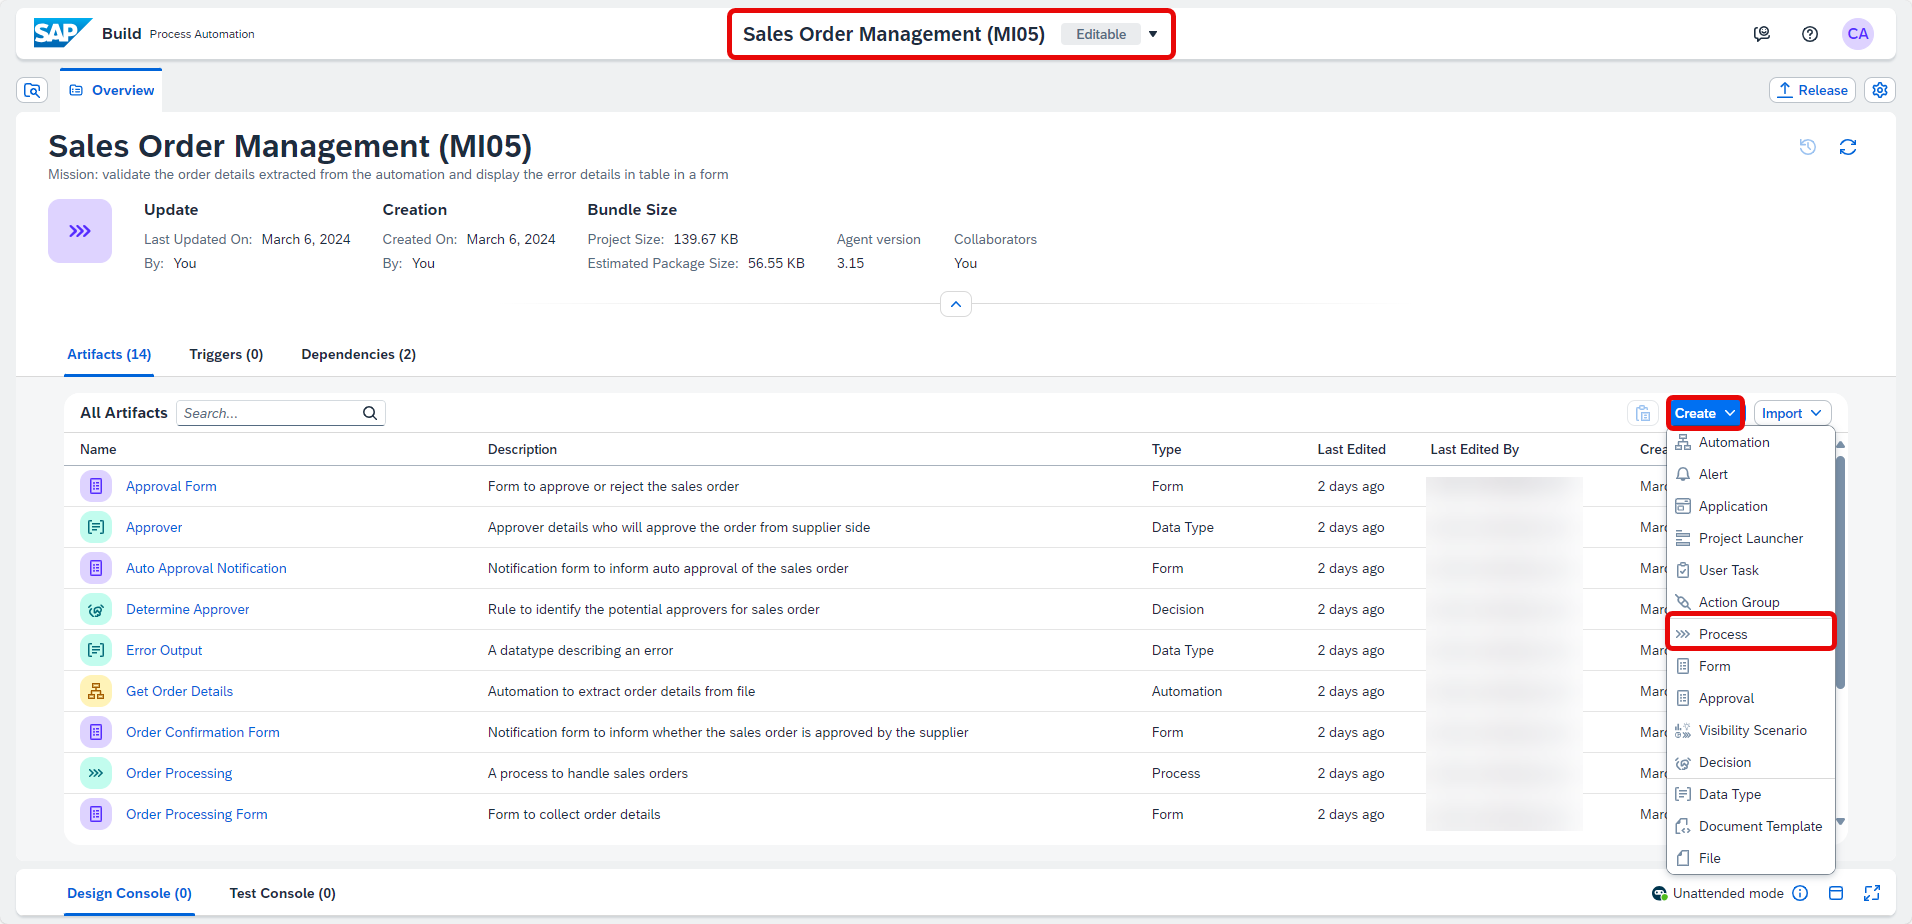 SAP Build Process Automation Sales Order Management (MI05) Editable CA
Overview Release
Sales Order Management (MI05)
Mission: validate the order details extracted from the automation and display the error details in table in a form
Update Creation Bundle Size
Last Updated On: March 6, 2024 Created On: March 6, 2024 Project Size: 139.67 KB Agent version Collaborators
By: You By: You Estimated Package Size: 56.55 KB 3.15 You
Artifacts (14) Triggers (0) Dependencies (2)
All Artifacts Search... Create Import
Name Description Type Last Edited Last Edited By Crea
Approval Form Form to approve or reject the sales order Form 2 days ago Marc
Approver Approver details who will approve the order from supplier side Data Type 2 days ago Marc
Auto Approval Notification Notification form to inform auto approval of the sales order Form 2 days ago Marc
Determine Approver Rule to identify the potential approvers for sales order Decision 2 days ago Marc
Error Output A datatype describing an error Data Type 2 days ago Marc
Get Order Details Automation to extract order details from file Automation 2 days ago Marc
Order Confirmation Form Notification form to inform whether the sales order is approved by the supplier Form 2 days ago Marc
Order Processing A process to handle sales orders Process 2 days ago Marc
Order Processing Form Form to collect order details Form 2 days ago Marc
Automation
Alert
Application
Project Launcher
User Task
Action Group
Process
Form
Approval
Visibility Scenario
Decision
Data Type
Document Template
File
Design Console (0) Test Console (0) Unattended mode